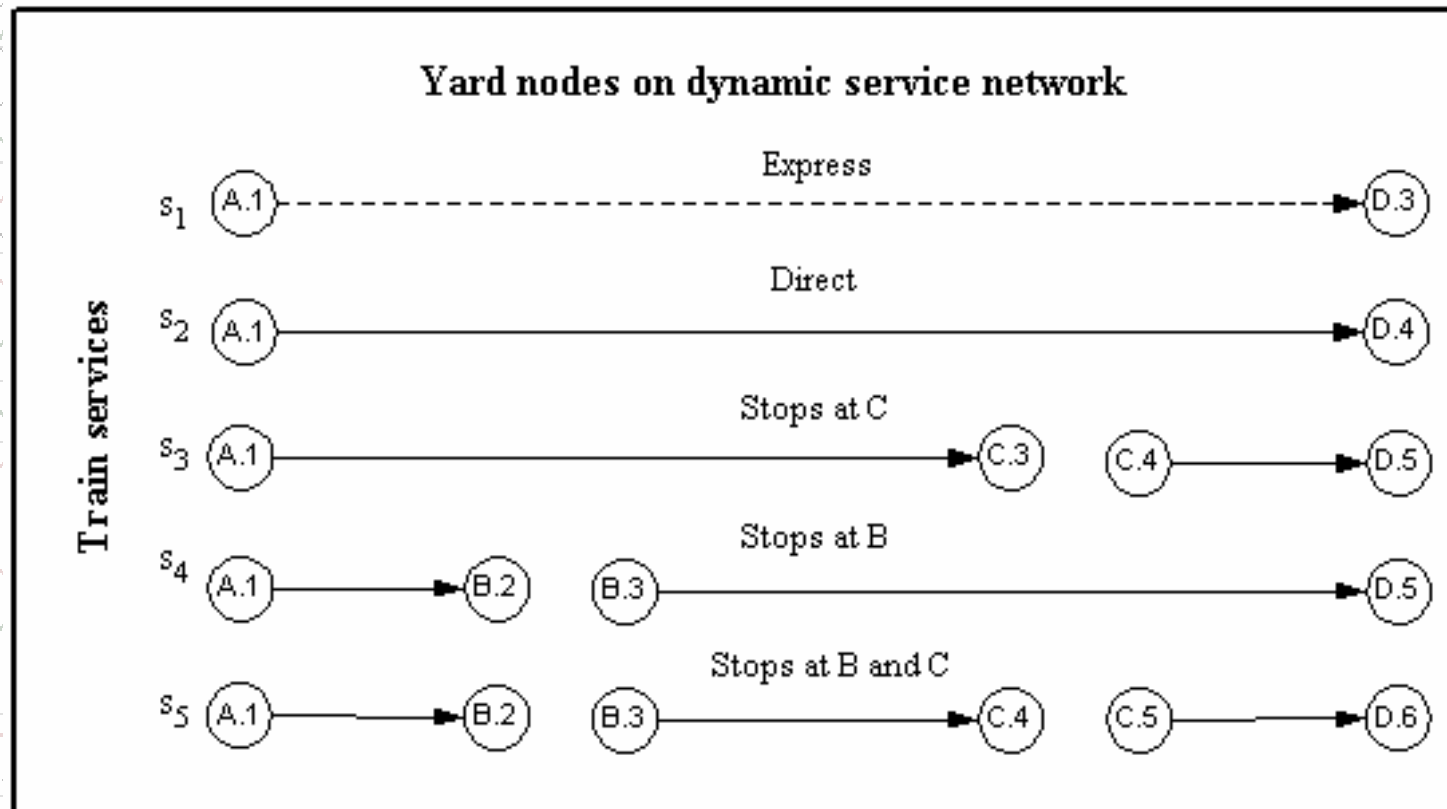 Yard nodes on dynamic service network
Train services
Express
s1 A.1 D.3
Direct
s2 A.1 D.4
Stops at C
s3 A.1 C.3 C.4 D.5
Stops at B
s4 A.1 B.2 B.3 D.5
Stops at B and C
s5 A.1 B.2 B.3 C.4 C.5 D.6